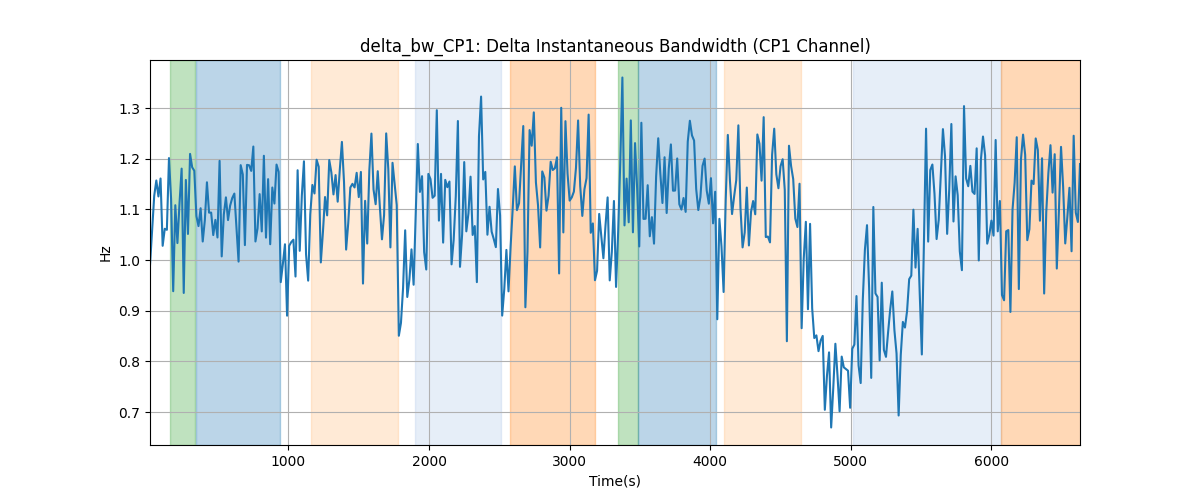 delta_bw_CP1: Delta Instantaneous Bandwidth (CP1 Channel)
Hz
1.3
1.2
1.1
1.0
0.9
0.8
0.7
1000 2000 3000 4000 5000 6000
Time(s)